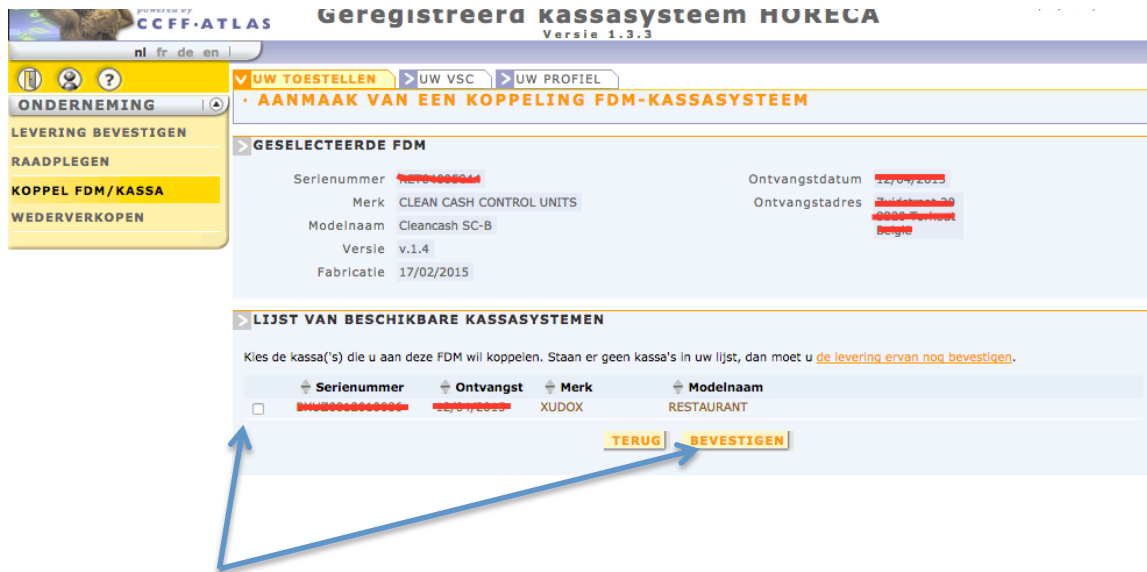 powered by
CCFF·ATLAS
Geregistreerd kassasysteem HORECA
Versie 1.3.3
nl fr de en
ONDERNEMING
LEVERING BEVESTIGEN
RAADPLEGEN
KOPPEL FDM/KASSA
WEDERVERKOPEN
UW TOESTELLEN UW VSC UW PROFIEL
· AANMAAK VAN EEN KOPPELING FDM-KASSASYSTEEM
GESELECTEERDE FDM
Serienummer
Merk CLEAN CASH CONTROL UNITS
Modelnaam Cleancash SC-B
Versie v.1.4
Fabricatie 17/02/2015
Ontvangstdatum
Ontvangstadres
LIJST VAN BESCHIKBARE KASSASYSTEMEN
Kies de kassa('s) die u aan deze FDM wil koppelen. Staan er geen kassa's in uw lijst, dan moet u de levering ervan nog bevestigen.
Serienummer Ontvangst Merk Modelnaam
XUDOX RESTAURANT
TERUG BEVESTIGEN